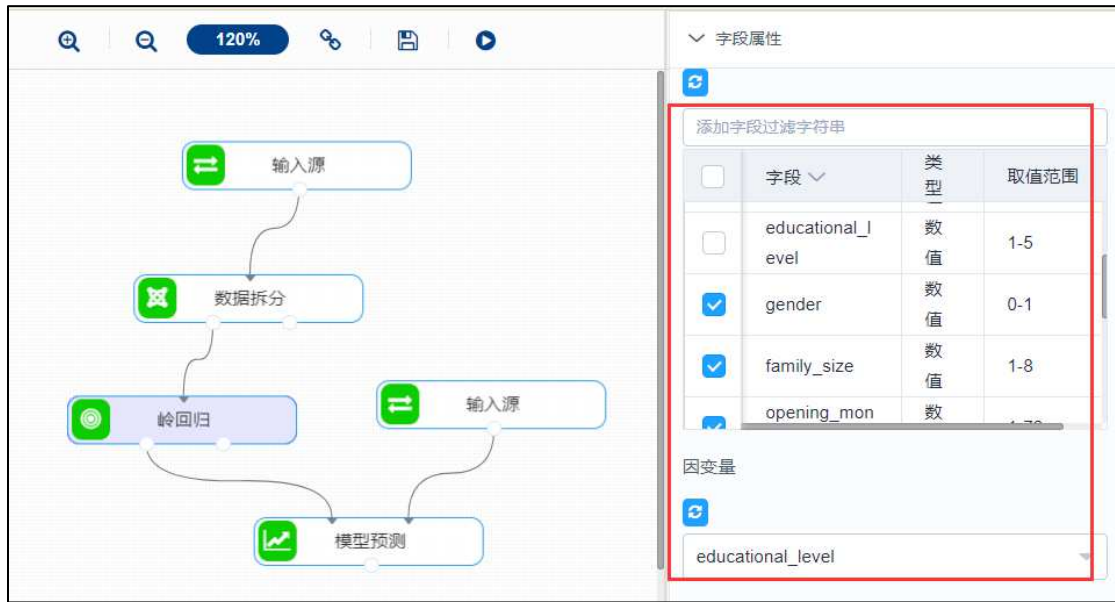 120%
输入源
数据拆分
岭回归
输入源
模型预测
字段属性
添加字段过滤字符串
字段
类
型
取值范围
educational_l
evel
数
值
1-5
gender
数
值
0-1
family_size
数
值
1-8
opening_mon
数
因变量
educational_level